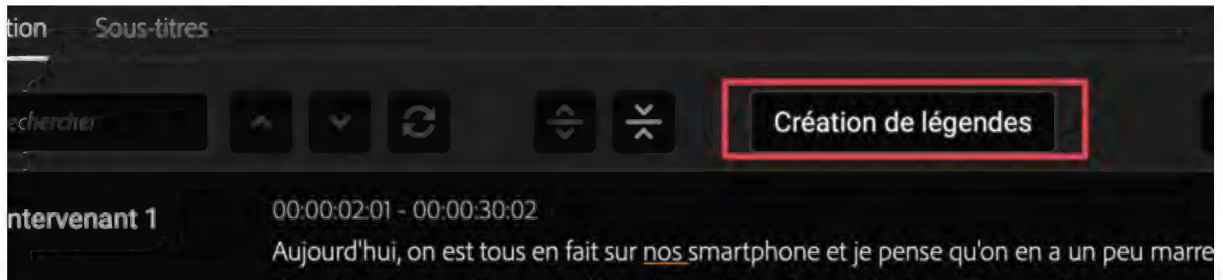 tion Sous-titres
echercher
Création de légendes
ntervenant 1
00:00:02:01 - 00:00:30:02
Aujourd'hui, on est tous en fait sur nos smartphone et je pense qu'on en a un peu marre